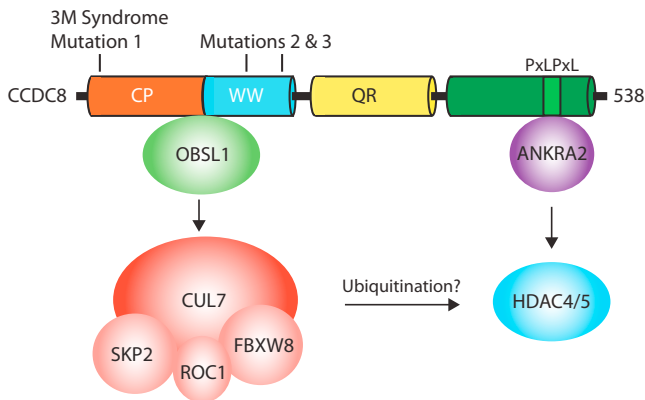 3M Syndrome
Mutation 1
Mutations 2 & 3
PxLPxL
CCDC8
CP
WW
QR
538
OBSL1
ANKRA2
Ubiquitination?
CUL7
HDAC4/5
SKP2
ROC1
FBXW8